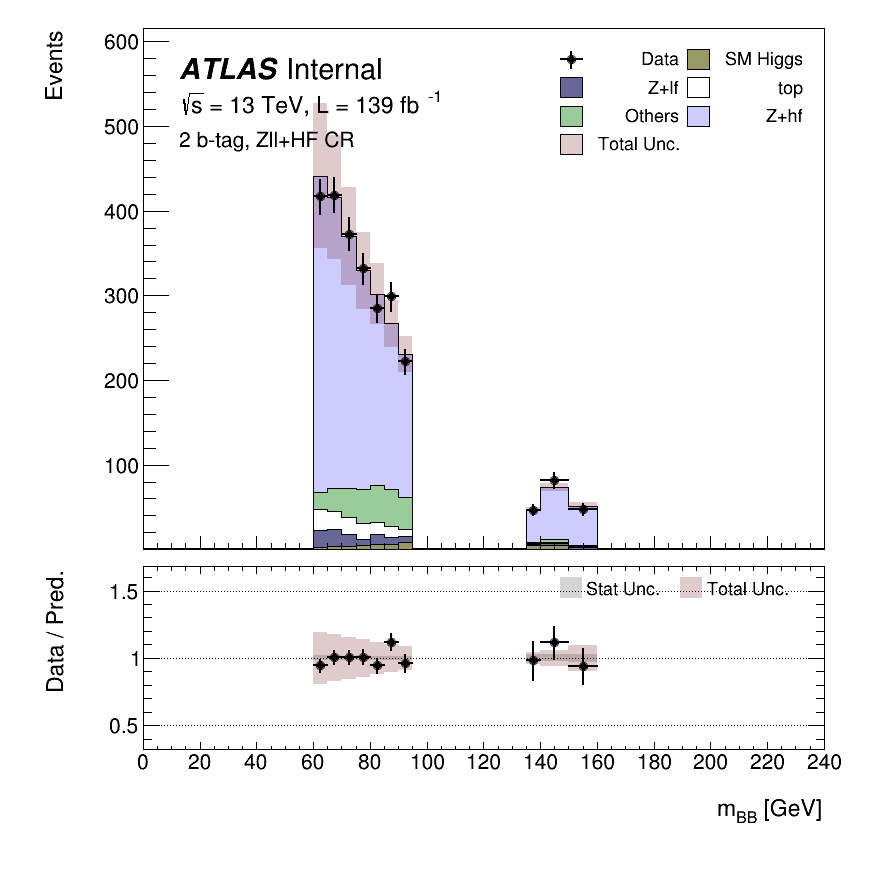 Events
600
500
400
300
200
100
ATLAS Internal
√s = 13 TeV, L = 139 fb -1
2 b-tag, Zll+HF CR
Data SM Higgs
Z+lf top
Others Z+hf
Total Unc.
Data / Pred.
1.5
1
0.5
Stat Unc. Total Unc.
0 20 40 60 80 100 120 140 160 180 200 220 240
mBB [GeV]